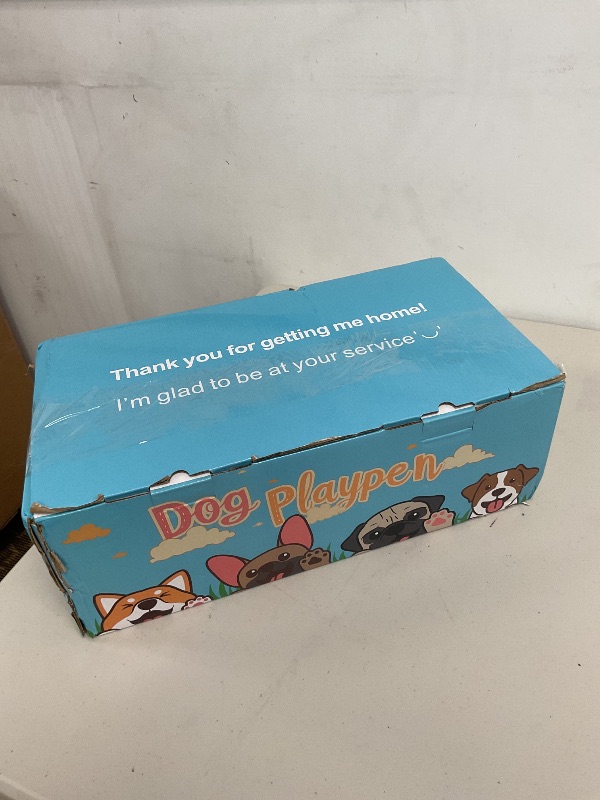 Thank you for getting me home!
I'm glad to be at your service'◡'
Dog Playpen